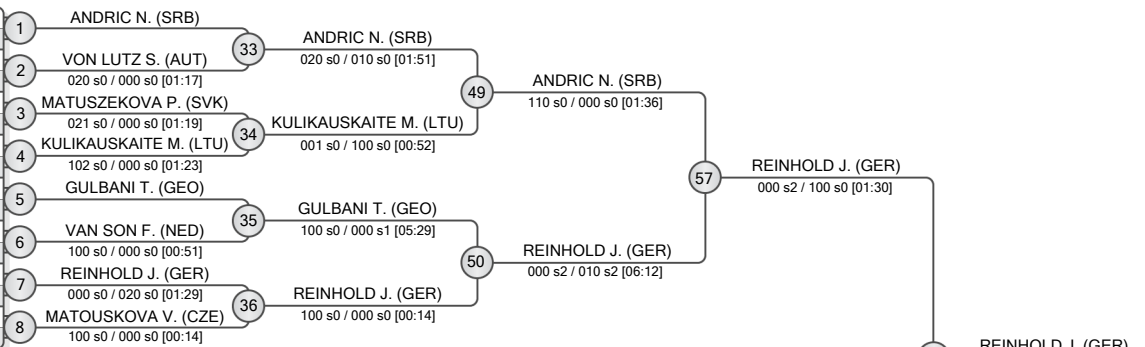 1
ANDRIC N. (SRB)
33
ANDRIC N. (SRB)
020 s0 / 010 s0 [01:51]
2
VON LUTZ S. (AUT)
020 s0 / 000 s0 [01:17]
49
ANDRIC N. (SRB)
110 s0 / 000 s0 [01:36]
3
MATUSZEKOVA P. (SVK)
021 s0 / 000 s0 [01:19]
34
KULIKAUSKAITE M. (LTU)
001 s0 / 100 s0 [00:52]
4
KULIKAUSKAITE M. (LTU)
102 s0 / 000 s0 [01:23]
57
REINHOLD J. (GER)
000 s2 / 100 s0 [01:30]
5
GULBANI T. (GEO)
35
GULBANI T. (GEO)
100 s0 / 000 s1 [05:29]
6
VAN SON F. (NED)
100 s0 / 000 s0 [00:51]
50
REINHOLD J. (GER)
000 s2 / 010 s2 [06:12]
7
REINHOLD J. (GER)
000 s0 / 020 s0 [01:29]
36
REINHOLD J. (GER)
100 s0 / 000 s0 [00:14]
8
MATOUSKOVA V. (CZE)
100 s0 / 000 s0 [00:14]
REINHOLD J. (GER)